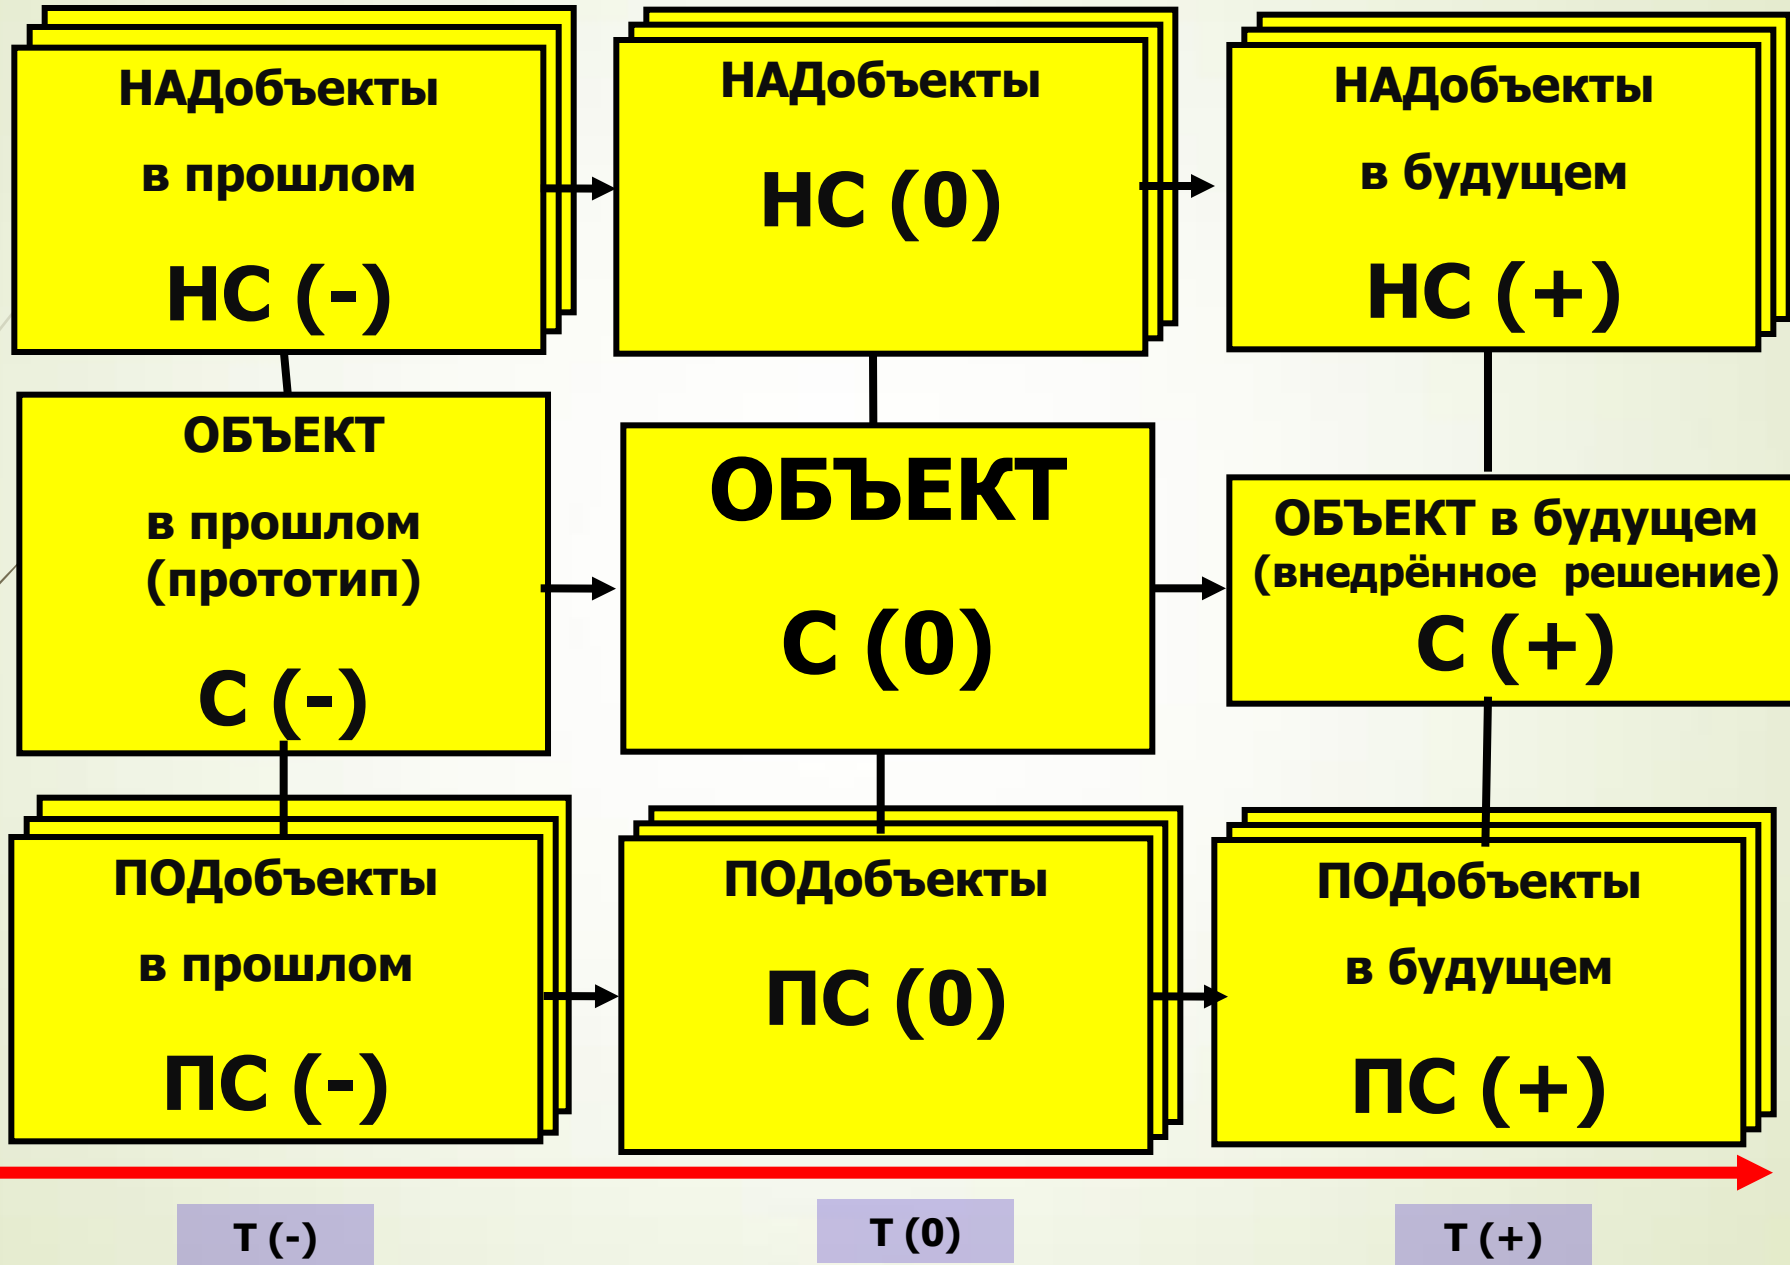 НАДобъекты
в прошлом
НС (-)
НАДобъекты
НС (0)
НАДобъекты
в будущем
НС (+)
ОБЪЕКТ
в прошлом
(прототип)
С (-)
ОБЪЕКТ
С (0)
ОБЪЕКТ в будущем
(внедрённое решение)
С (+)
ПОДобъекты
в прошлом
ПС (-)
ПОДобъекты
ПС (0)
ПОДобъекты
в будущем
ПС (+)
Т (-)
Т (0)
Т (+)